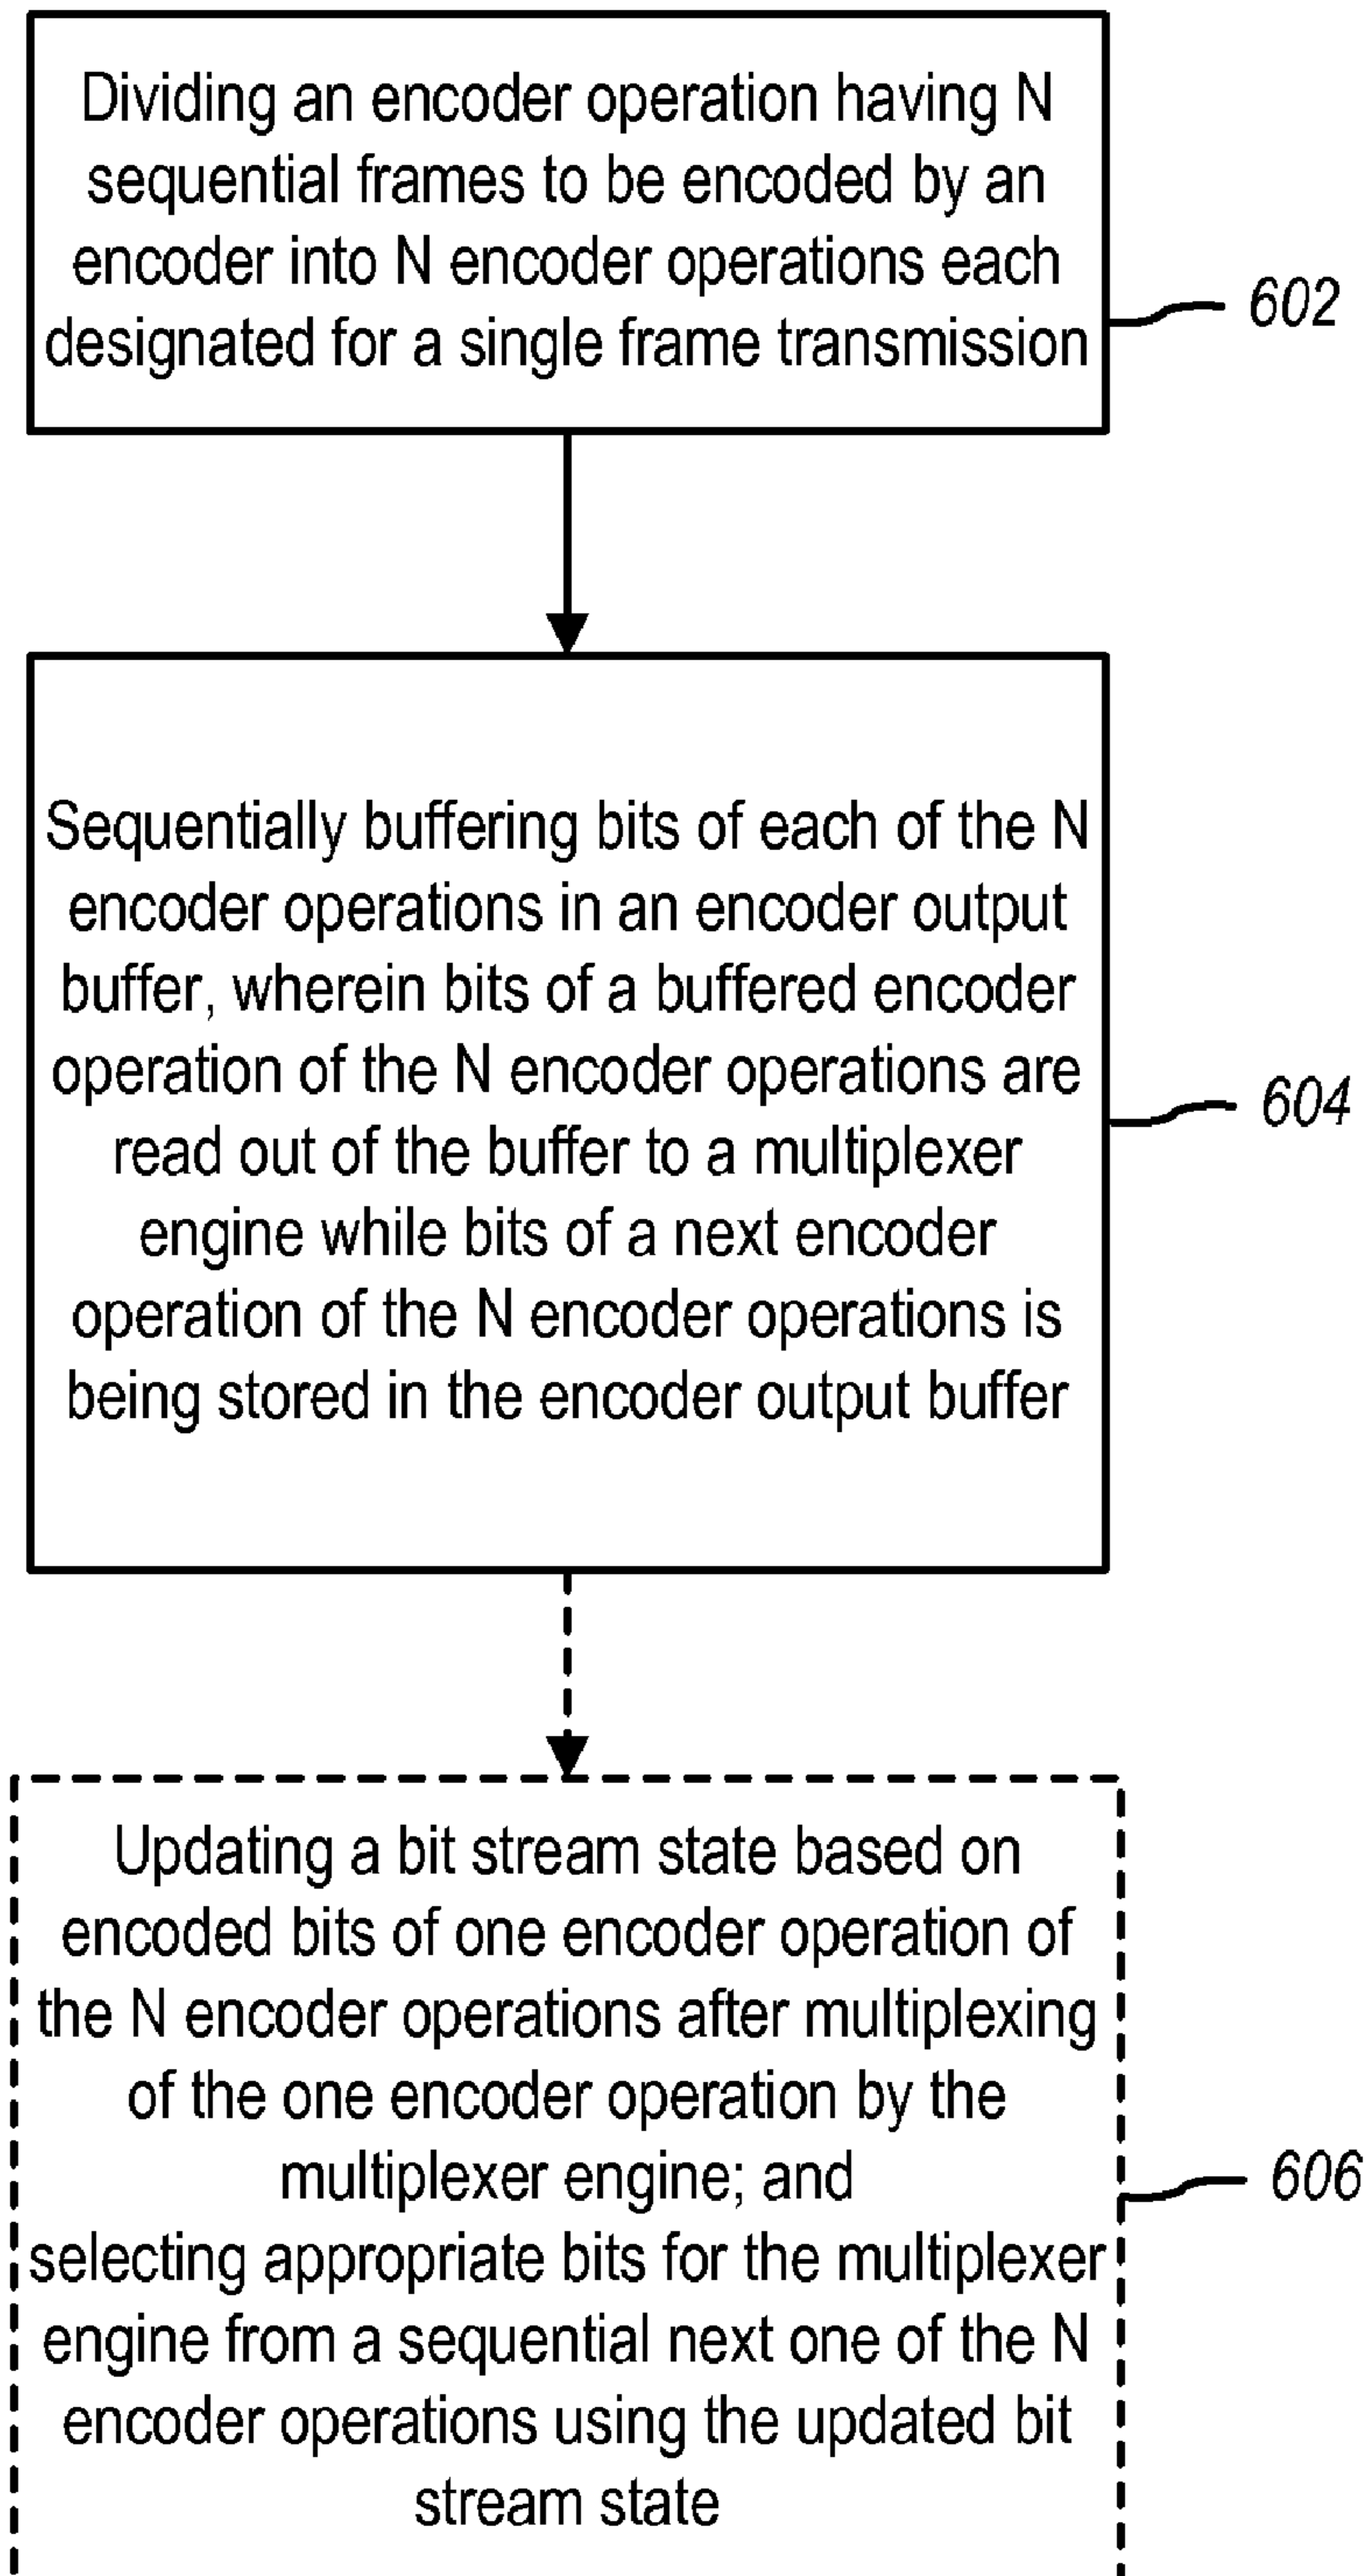 Dividing an encoder operation having N
sequential frames to be encoded by an
encoder into N encoder operations each
designated for a single frame transmission
602
Sequentially buffering bits of each of the N
encoder operations in an encoder output
buffer, wherein bits of a buffered encoder
operation of the N encoder operations are
read out of the buffer to a multiplexer
engine while bits of a next encoder
operation of the N encoder operations is
being stored in the encoder output buffer
604
Updating a bit stream state based on
encoded bits of one encoder operation of
the N encoder operations after multiplexing
of the one encoder operation by the
multiplexer engine; and
selecting appropriate bits for the multiplexer
engine from a sequential next one of the N
encoder operations using the updated bit
stream state
606